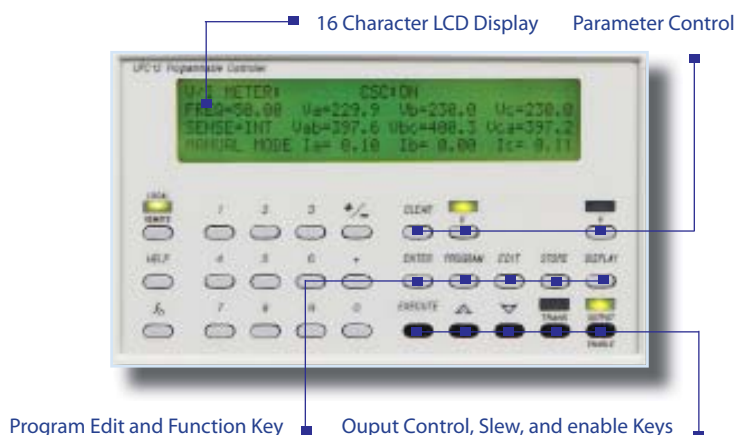 16 Character LCD Display
Parameter Control
UPC12 Programmable Controller
V/I METER: CSC:ON
FREQ=50.00 Va=229.9 Vb=230.0 Vc=230.0
SENSE=INT Vab=397.6 Vbc=400.3 Vca=397.2
MANUAL MODE Ia= 0.10 Ib= 0.00 Ic= 0.11
LOCAL
REMOTE
1 2 3 +/- CLEAR
HELP 4 5 6 ENTER PROGRAM EDIT STORE DISPLAY
7 8 9 0 EXECUTE TRANS OUTPUT
ENABLE
Program Edit and Function Key
Ouput Control, Slew, and enable Keys